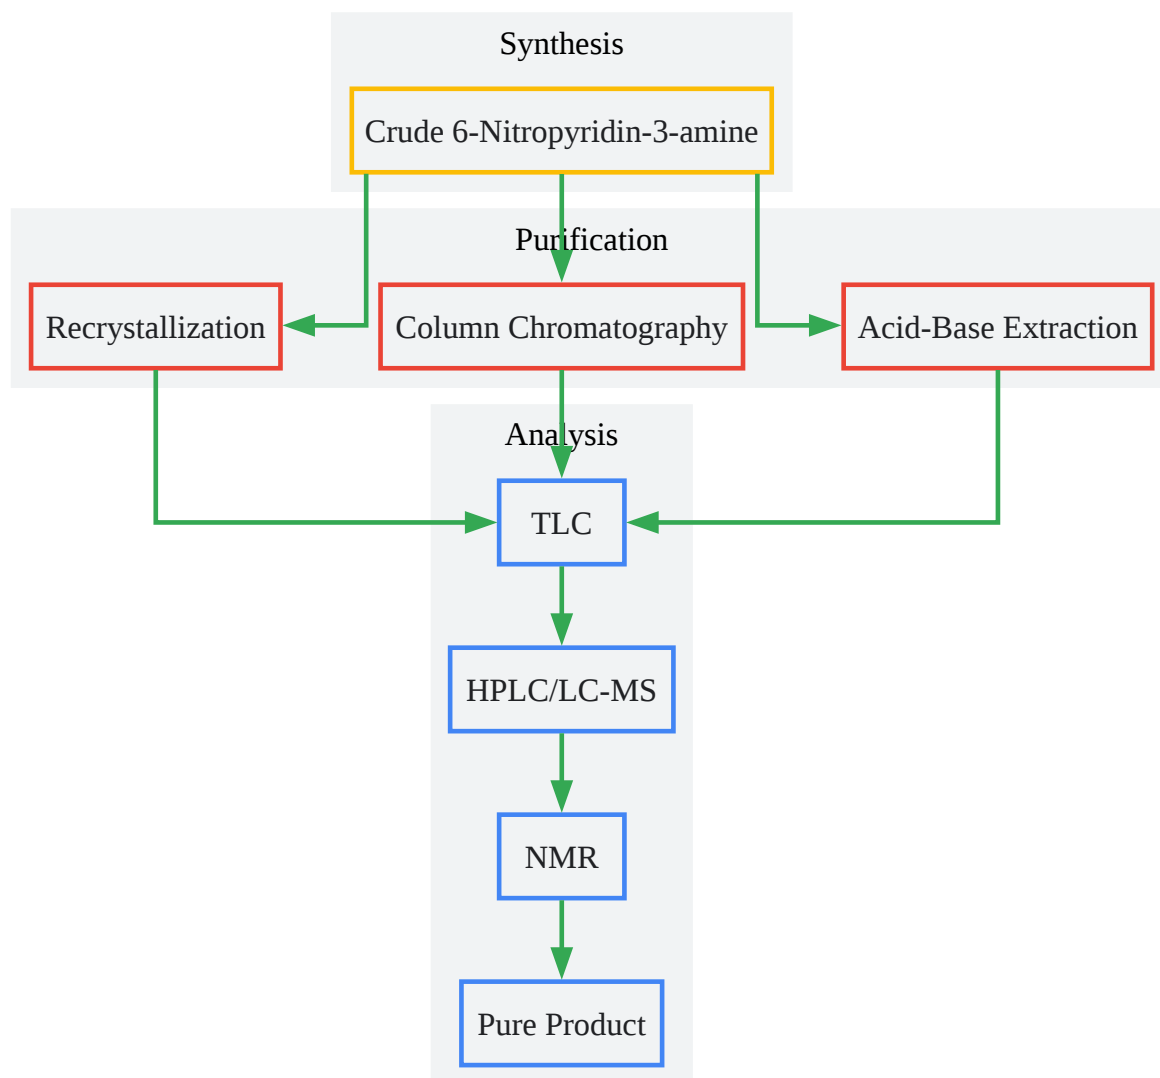 Synthesis
Crude 6-Nitropyridin-3-amine
Purification
Recrystallization
Column Chromatography
Acid-Base Extraction
Analysis
TLC
HPLC/LC-MS
NMR
Pure Product